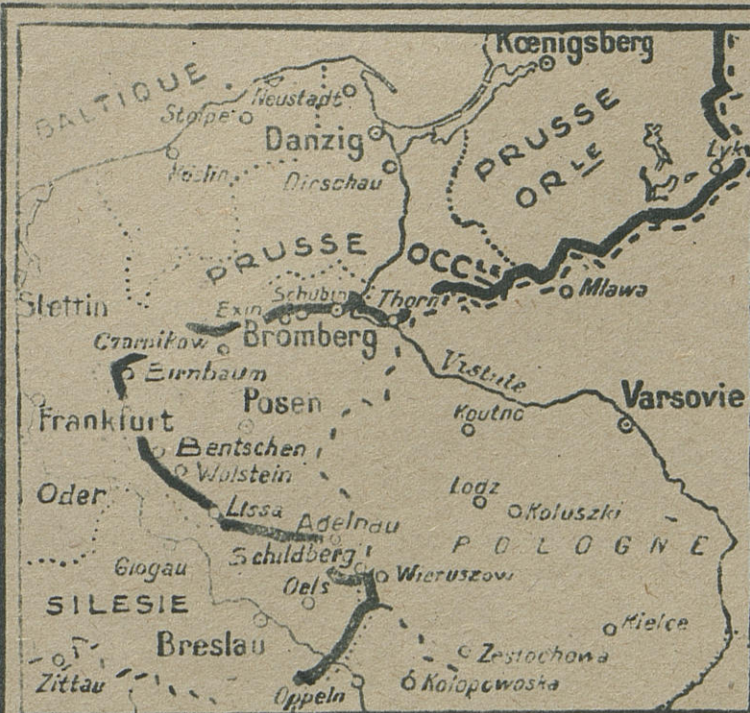 Kœnigsberg
BALTIQUE
Neustadt
Stolpe
Danzig
PRUSSE
ORLE
Lyk
Köslin
Dirschau
PRUSSE
OCCLE
Stettin
Schubin
Thorn
Mlawa
Exin
Czarnikow
Bromberg
Birnbaum
Vistule
Posen
Varsovie
Frankfurt
Koutno
Bentschen
Wolstein
Oder
Lodz
Lissa
Koluszki
Adelnau
POLOGNE
Schildberg
Glogau
Oels
Wieruszow
SILESIE
Kielce
Breslau
Zestochowa
Zittau
Oppeln
Kolopowoska